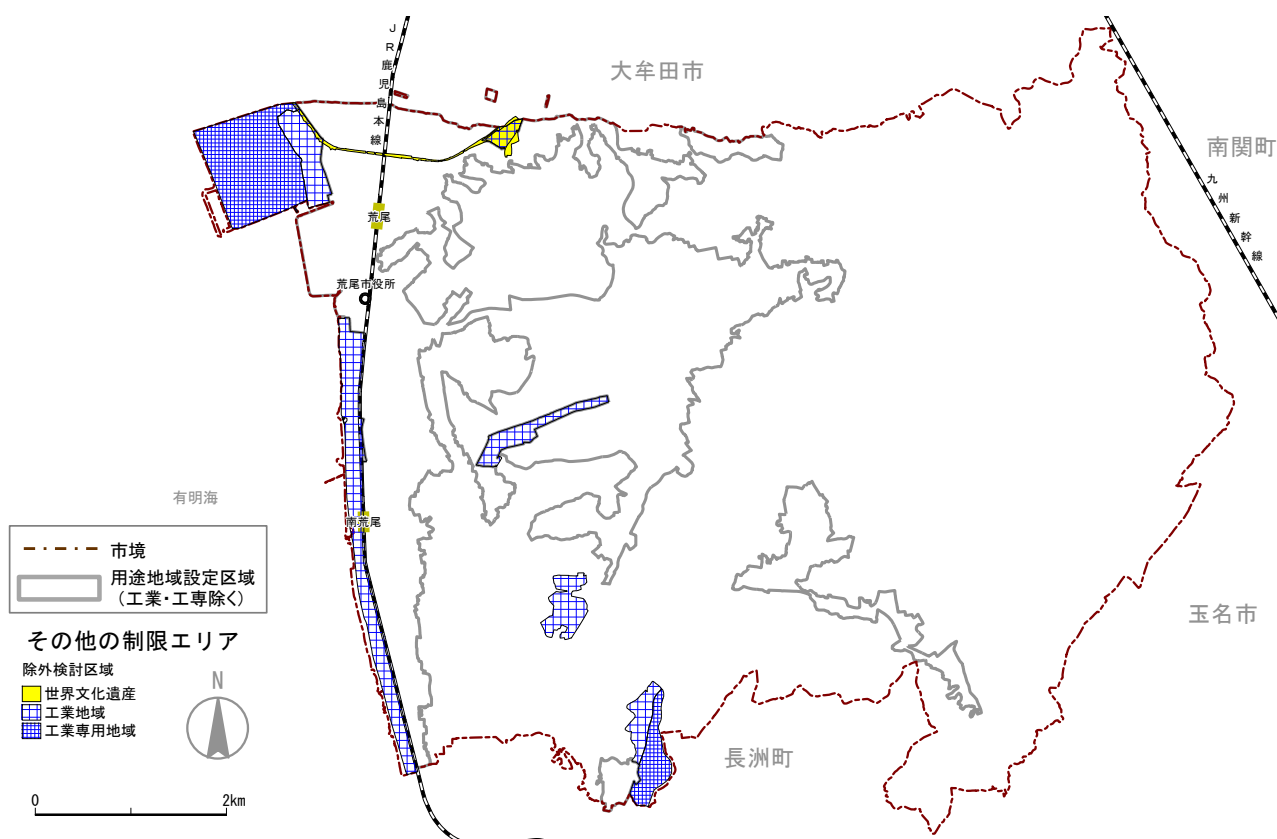 JR鹿児島本線
大牟田市
南関町
九州新幹線
荒尾
荒尾市役所
有明海
南荒尾
市境
用途地域設定区域
(工業・工専除く)
玉名市
その他の制限エリア
除外検討区域
世界文化遺産
工業地域
工業専用地域
N
長洲町
0 2km